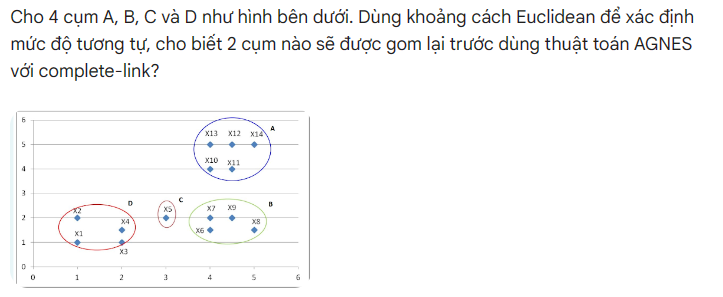 Cho 4 cụm A, B, C và D như hình bên dưới. Dùng khoảng cách Euclidean để xác định
mức độ tương tự, cho biết 2 cụm nào sẽ được gom lại trước dùng thuật toán AGNES
với complete-link?
6
A
X13 X12 X14
5
X10 X11
4
3
D C B
X2 X5 X7 X9
2
X4 X8
X1 X6
1
X3
0
0 1 2 3 4 5 6